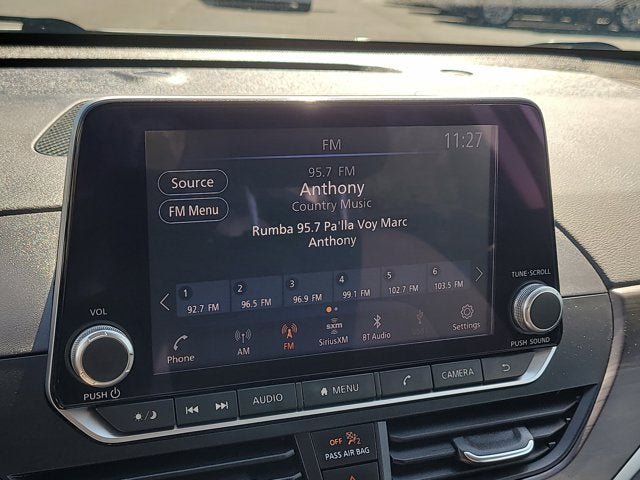 FM
11:27
95.7 FM
Source
Anthony
Country Music
FM Menu
Rumba 95.7 Pa'lla Voy Marc
Anthony
1 2 3 4 5 6
92.7 FM 96.5 FM 96.9 FM 99.1 FM 102.7 FM 103.5 FM
Phone AM FM sxm SiriusXM BT Audio Settings
VOL
PUSH
TUNE·SCROLL
PUSH SOUND
AUDIO MENU CAMERA
OFF 2
PASS AIR BAG